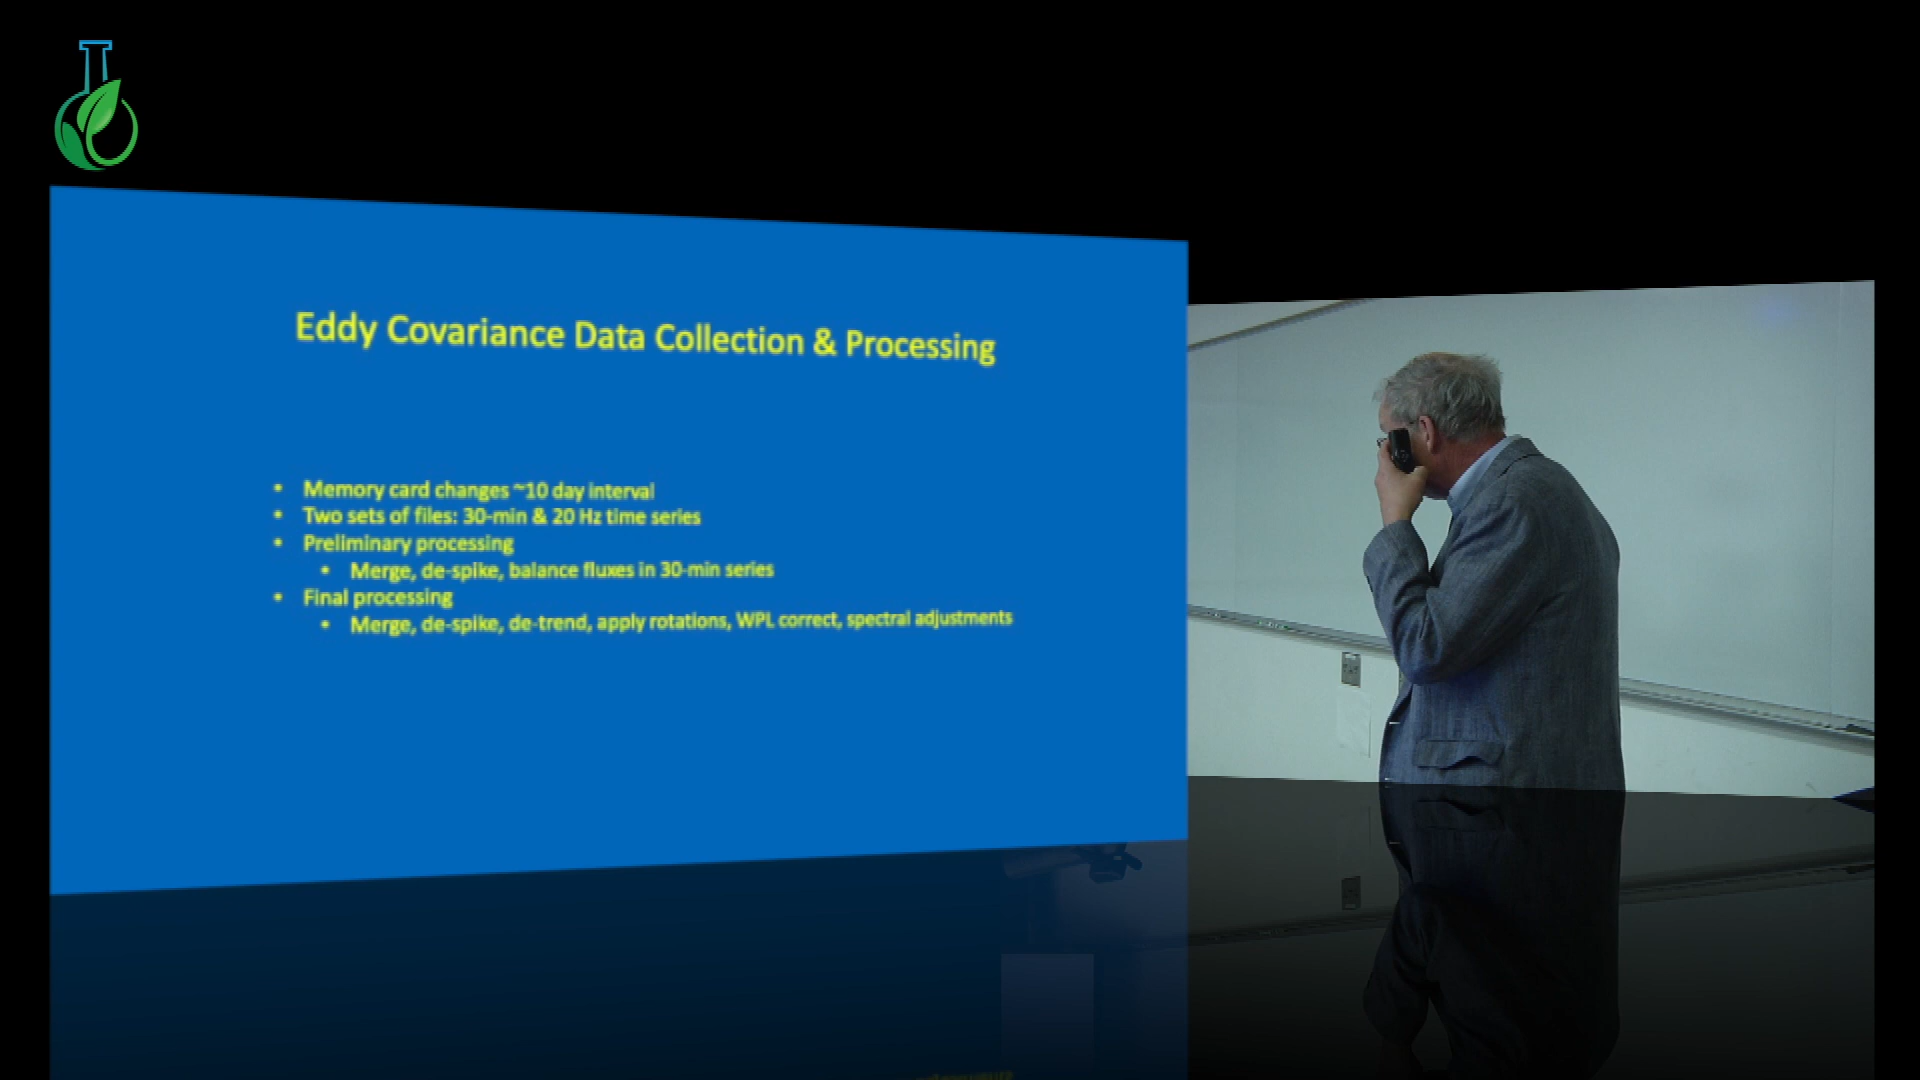 Eddy Covariance Data Collection & Processing
• Memory card changes ~10 day interval
• Two sets of files: 30-min & 20 Hz time series
• Preliminary processing
• Merge, de-spike, balance fluxes in 30-min series
• Final processing
• Merge, de-spike, de-trend, apply rotations, WPL correct, spectral adjustments